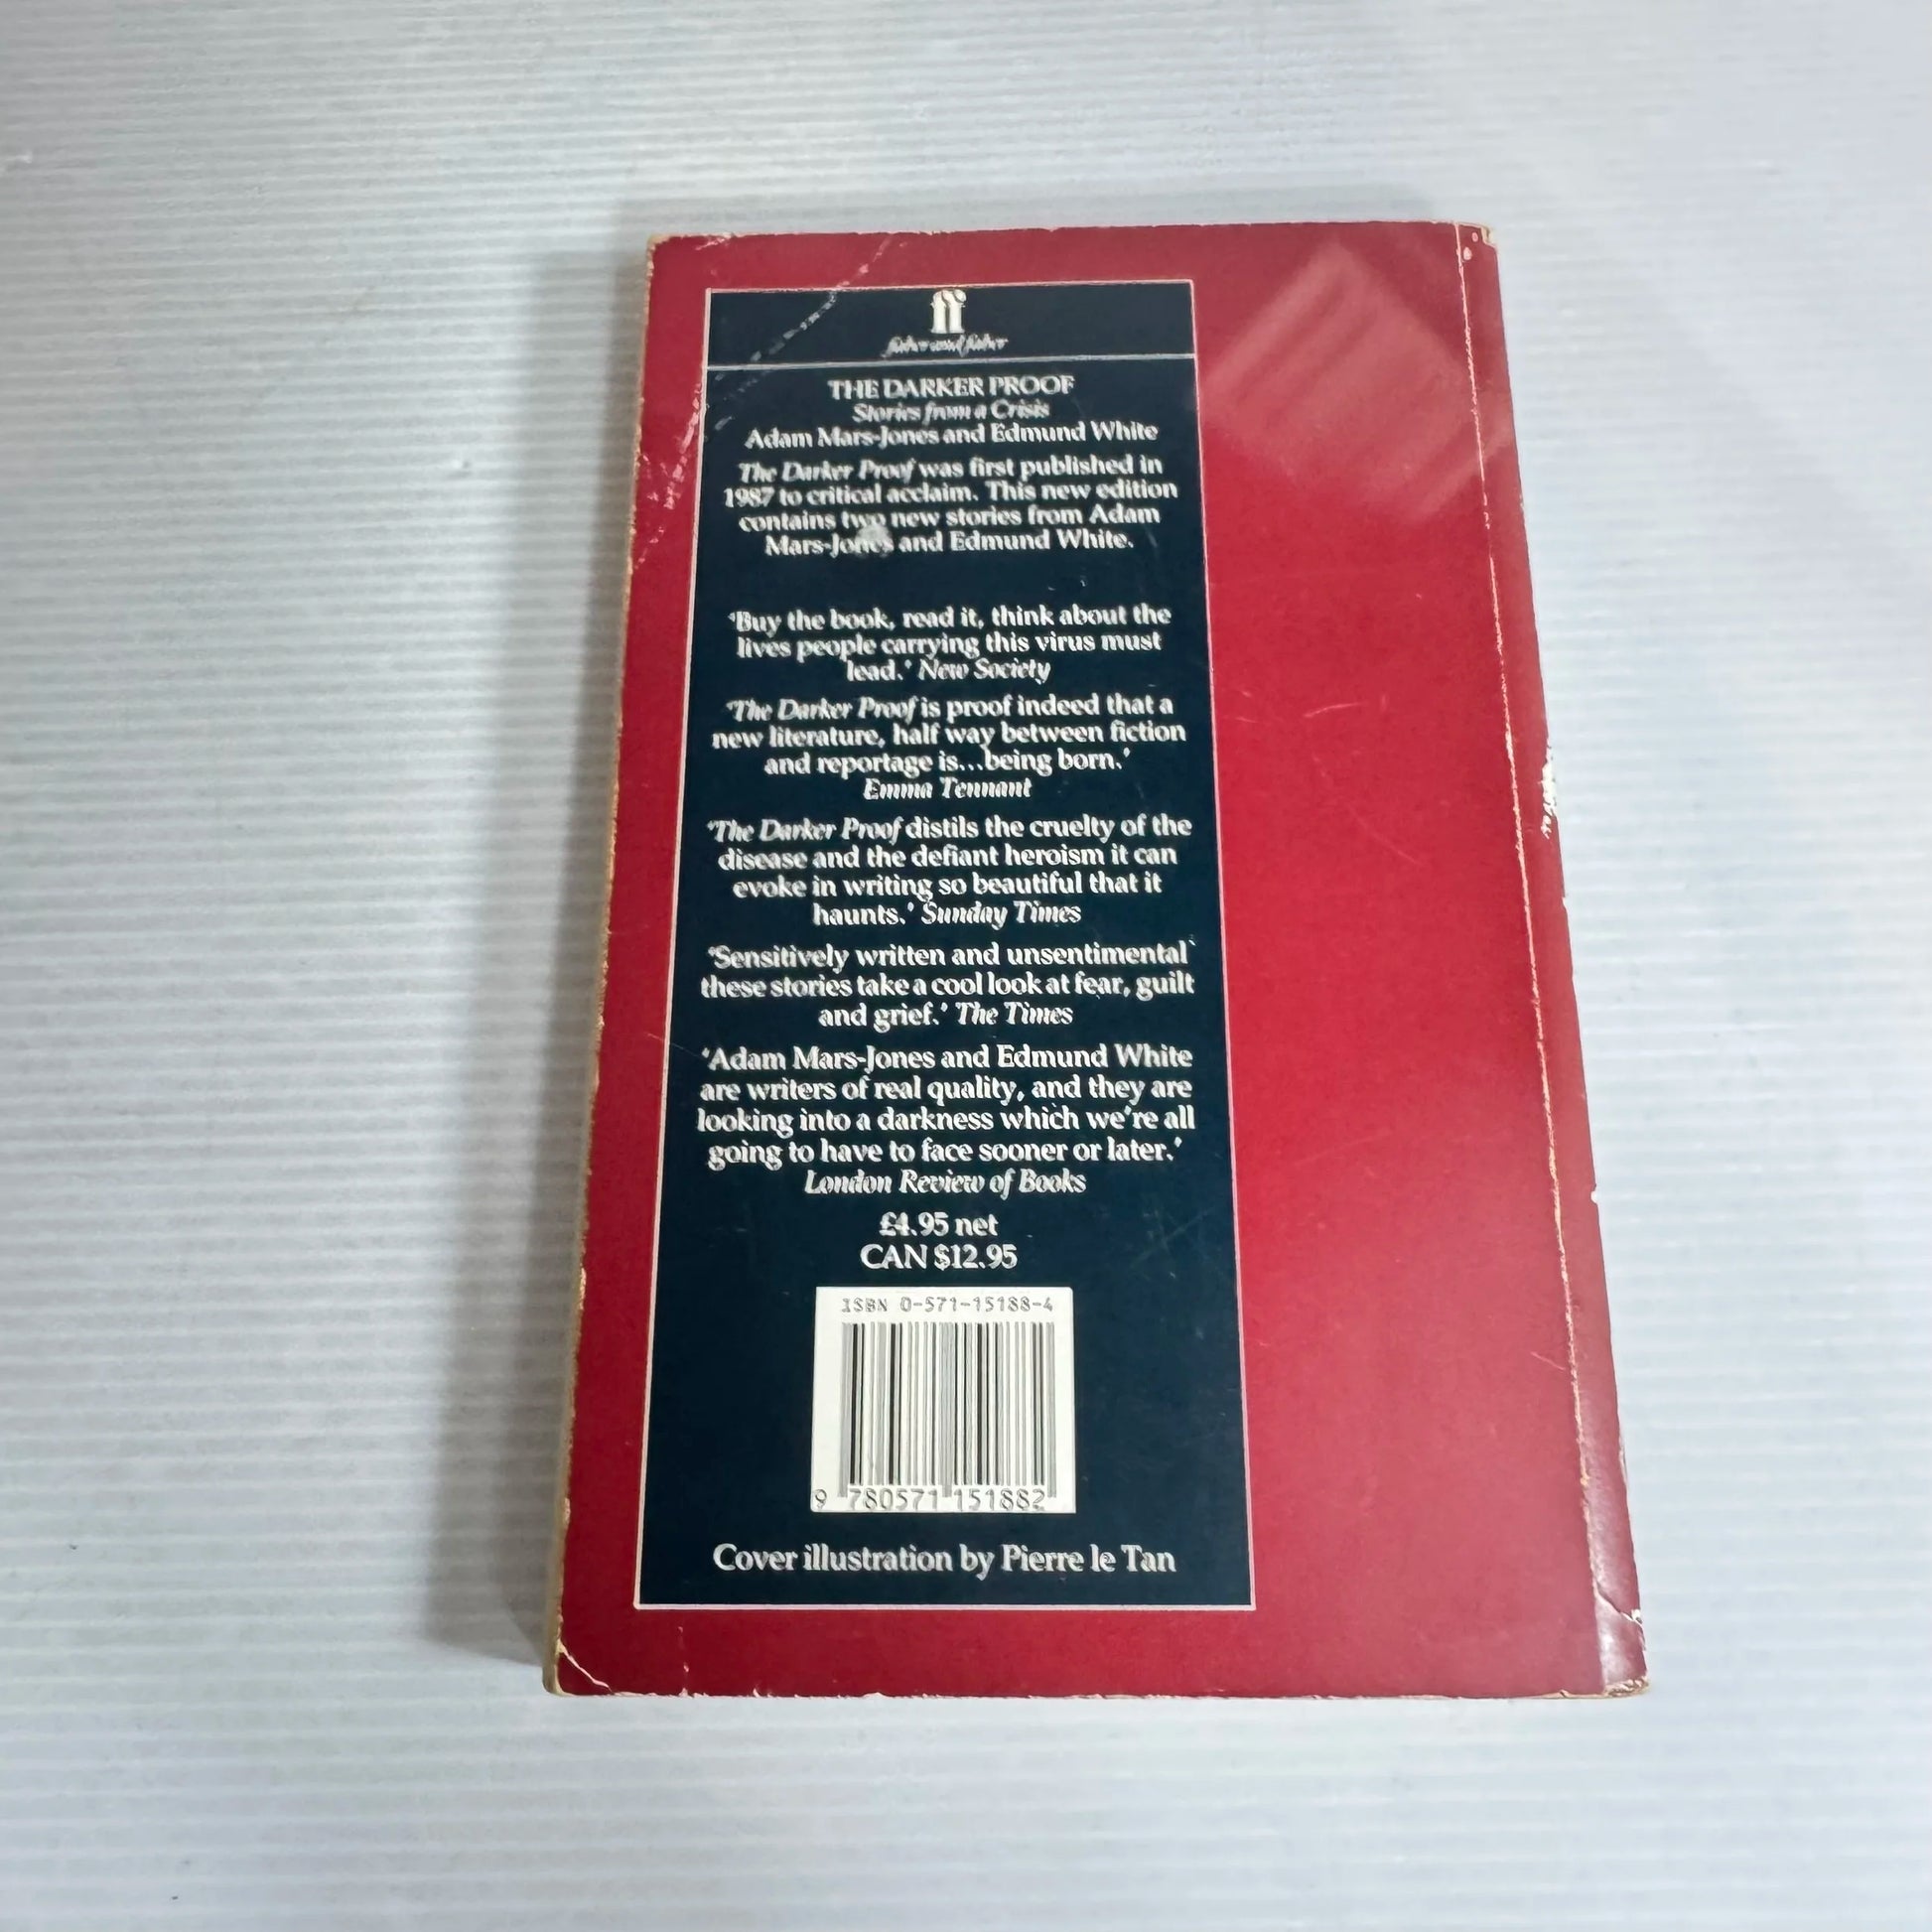 ff
faber and faber
THE DARKER PROOF
Stories from a Crisis
Adam Mars-Jones and Edmund White
The Darker Proof was first published in
1987 to critical acclaim. This new edition
contains two new stories from Adam
Mars-Jones and Edmund White.
‘Buy the book, read it, think about the
lives people carrying this virus must
lead.’ New Society
‘The Darker Proof is proof indeed that a
new literature, half way between fiction
and reportage is...being born.’
Emma Tennant
‘The Darker Proof distils the cruelty of the
disease and the defiant heroism it can
evoke in writing so beautiful that it
haunts.’ Sunday Times
‘Sensitively written and unsentimental
these stories take a cool look at fear, guilt
and grief.’ The Times
‘Adam Mars-Jones and Edmund White
are writers of real quality, and they are
looking into a darkness which we’re all
going to have to face sooner or later.’
London Review of Books
£4.95 net
CAN $12.95
ISBN 0-571-15188-4
9 780571 151882
Cover illustration by Pierre le Tan